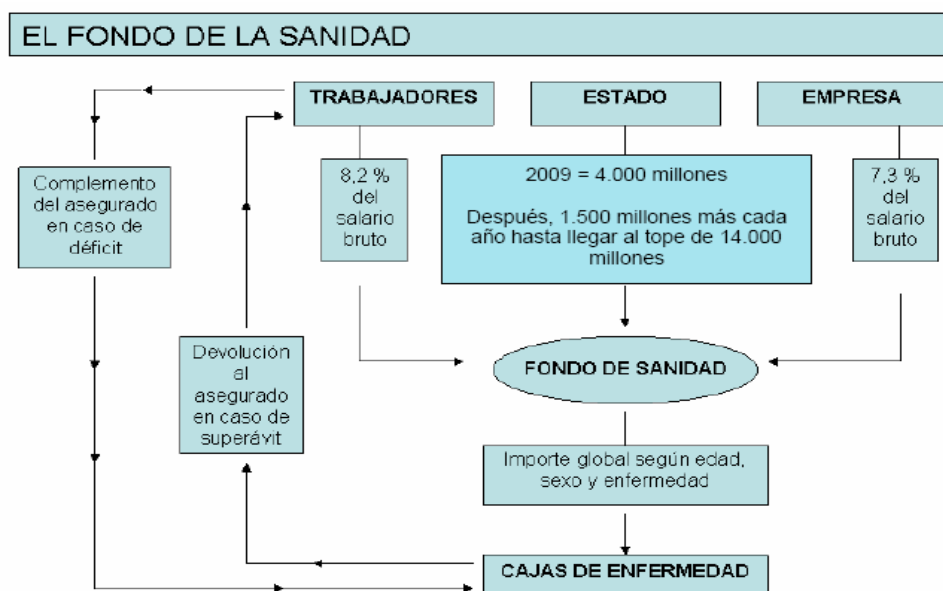 EL FONDO DE LA SANIDAD
TRABAJADORES
ESTADO
EMPRESA
Complemento
del asegurado
en caso de
déficit
8,2 %
del
salario
bruto
2009 = 4.000 millones
Después, 1.500 millones más cada
año hasta llegar al tope de 14.000
millones
7,3 %
del
salario
bruto
Devolución
al
asegurado
en caso de
superávit
FONDO DE SANIDAD
Importe global según edad,
sexo y enfermedad
CAJAS DE ENFERMEDAD